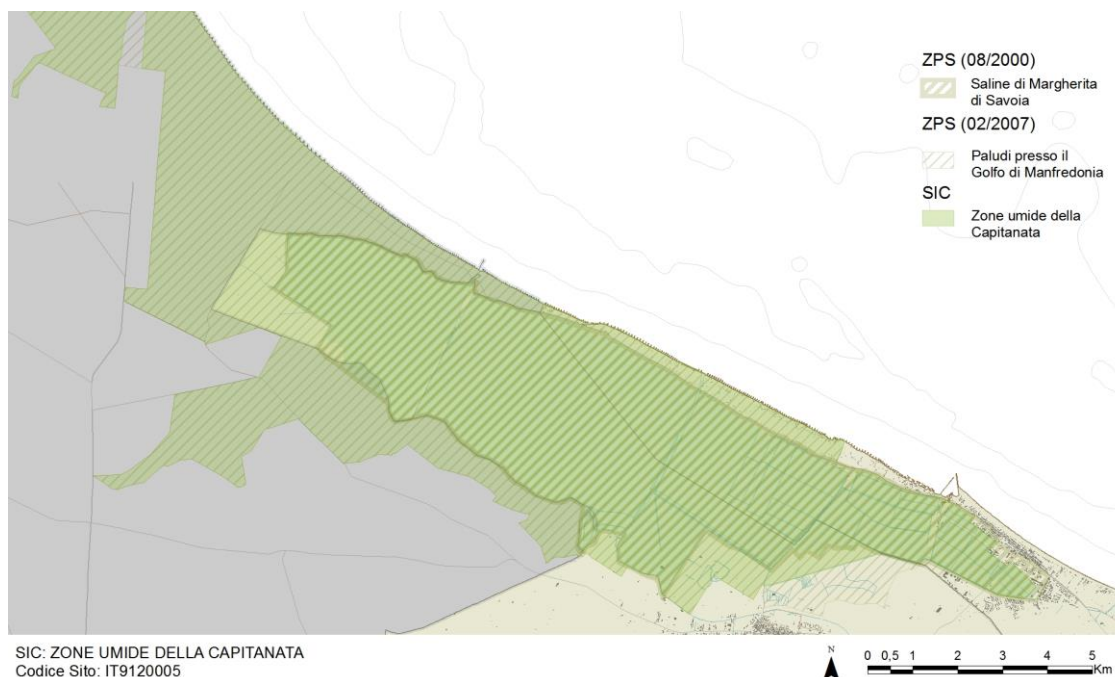 ZPS (08/2000)
Saline di Margherita
di Savoia
ZPS (02/2007)
Paludi presso il
Golfo di Manfredonia
SIC
Zone umide della
Capitanata
SIC: ZONE UMIDE DELLA CAPITANATA
Codice Sito: IT9120005
N
0 0,5 1 2 3 4 5
Km